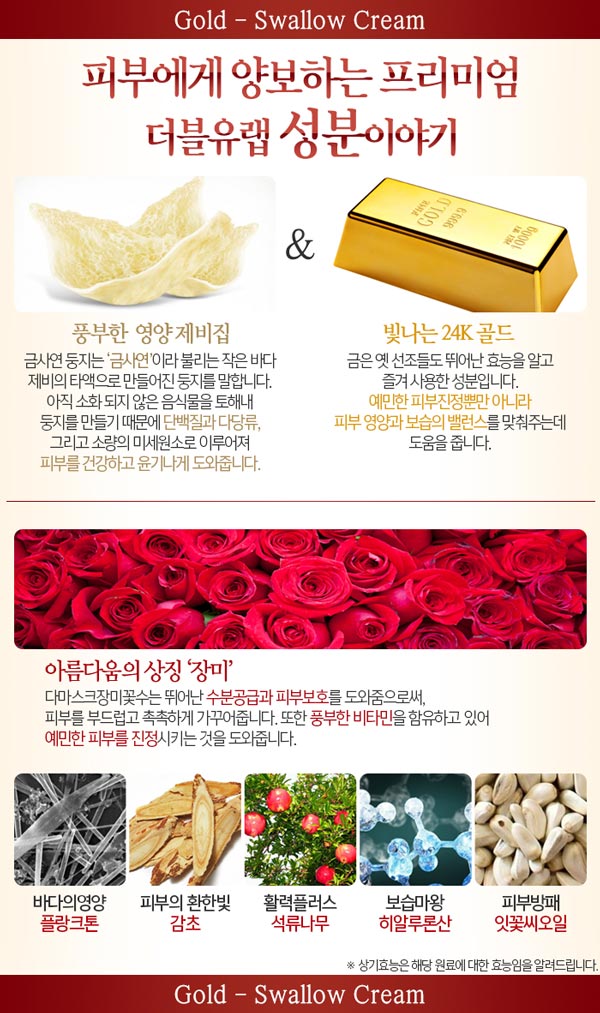 Gold - Swallow Cream
피부에게 양보하는 프리미엄
더블유랩 성분이야기
GOLD
999.9
1000g
&
풍부한 영양 제비집
금사연 둥지는 '금사연'이라 불리는 작은 바다
제비의 타액으로 만들어진 둥지를 말합니다.
아직 소화 되지 않은 음식물을 토해내
둥지를 만들기 때문에 단백질과 다당류,
그리고 소량의 미세원소로 이루어져
피부를 건강하고 윤기나게 도와줍니다.
빛나는 24K 골드
금은 옛 선조들도 뛰어난 효능을 알고
즐겨 사용한 성분입니다.
예민한 피부진정뿐만 아니라
피부 영양과 보습의 밸런스를 맞춰주는데
도움을 줍니다.
아름다움의 상징 '장미'
다마스크장미꽃수는 뛰어난 수분공급과 피부보호를 도와줌으로써,
피부를 부드럽고 촉촉하게 가꾸어줍니다. 또한 풍부한 비타민을 함유하고 있어
예민한 피부를 진정시키는 것을 도와줍니다.
바다의영양
플랑크톤
피부의 환한빛
감초
활력플러스
석류나무
보습마왕
히알루론산
피부방패
잇꽃씨오일
※ 상기효능은 해당 원료에 대한 효능임을 알려드립니다.
Gold - Swallow Cream